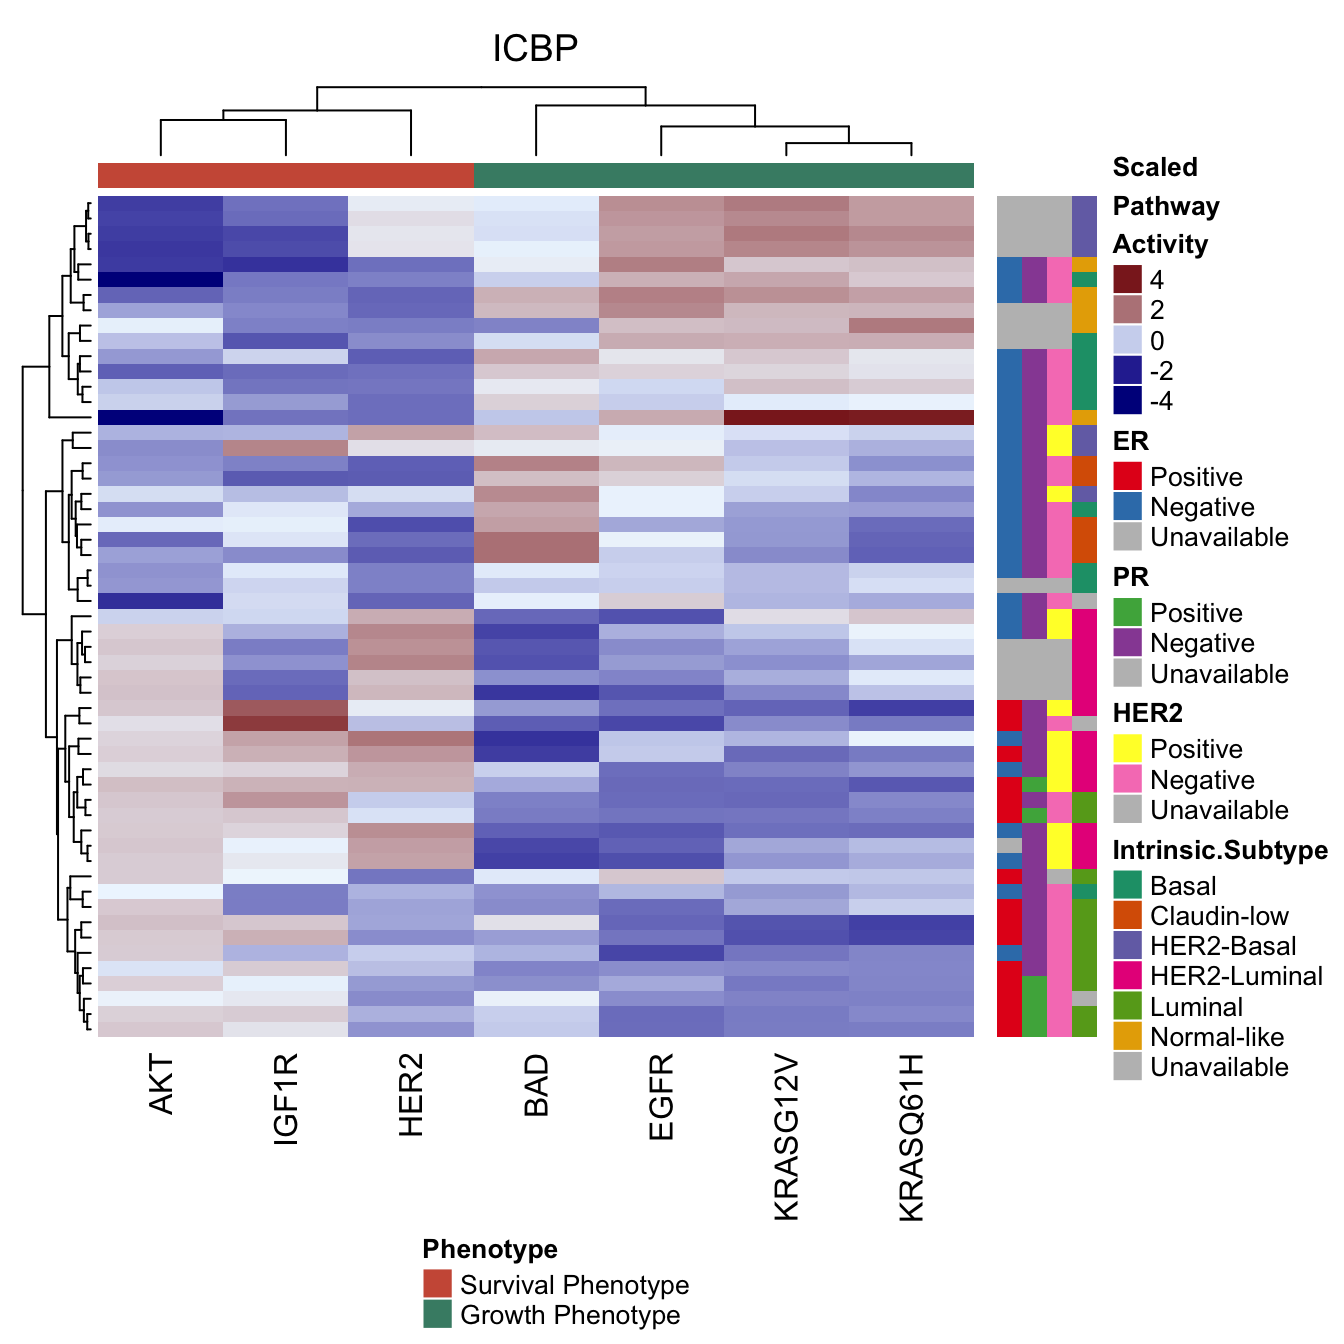 ICBP
Scaled
Pathway
Activity
4
2
0
-2
-4
ER
Positive
Negative
Unavailable
PR
Positive
Negative
Unavailable
HER2
Positive
Negative
Unavailable
Intrinsic.Subtype
Basal
Claudin-low
HER2-Basal
HER2-Luminal
Luminal
Normal-like
Unavailable
AKT
IGF1R
HER2
BAD
EGFR
KRASG12V
KRASQ61H
Phenotype
Survival Phenotype
Growth Phenotype